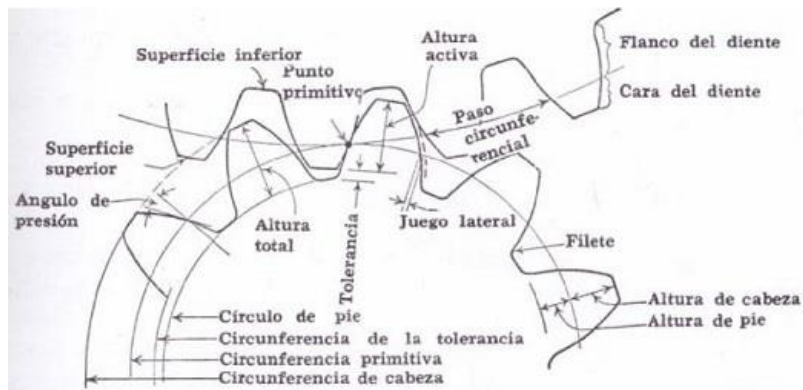 Superficie inferior
Punto
primitivo
Altura
activa
Flanco del diente
Cara del diente
Paso
circunfe-
rencial
Superficie
superior
Angulo de
presión
Altura
total
Tolerancia
Juego lateral
Filete
Altura de cabeza
Altura de pie
Círculo de pie
Circunferencia de la tolerancia
Circunferencia primitiva
Circunferencia de cabeza